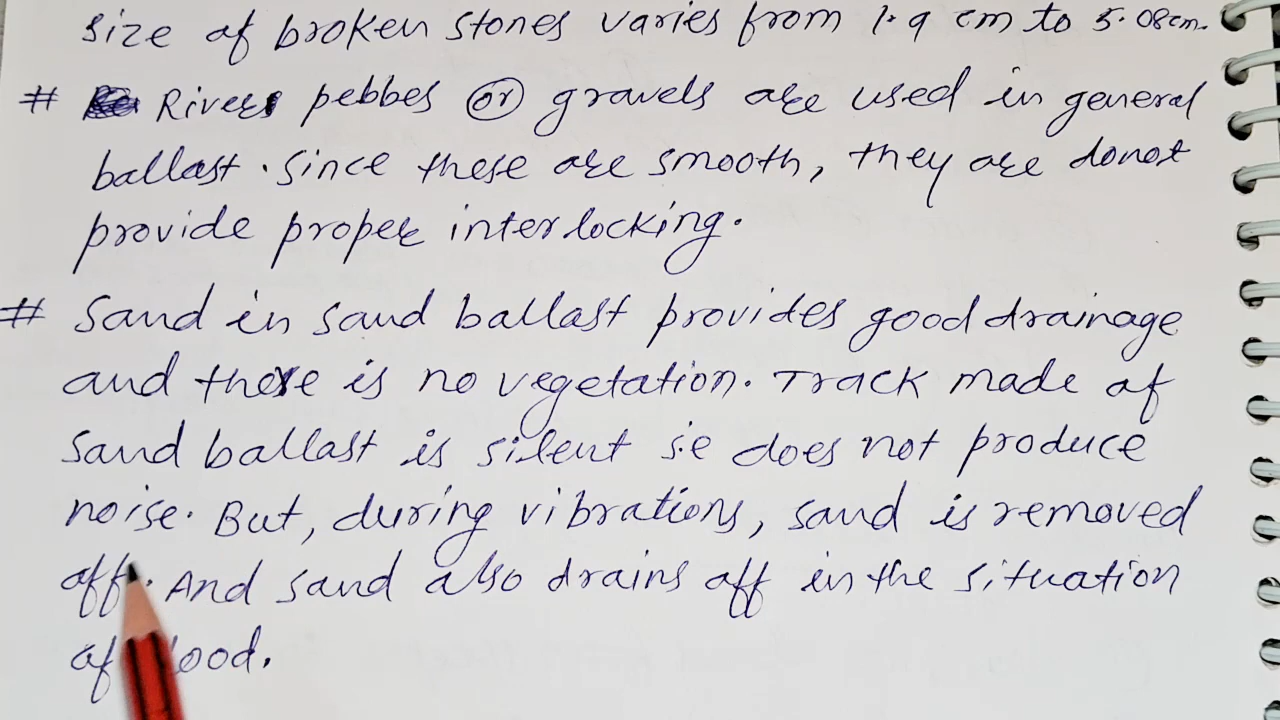 size of broken stones varies from 1.9 cm to 5.08cm.
# Rivers pebbes or gravels are used in general
ballast. Since these are smooth, they are donot
provide proper interlocking.
# Sand in sand ballast provides good drainage
and there is no vegetation. Track made of
sand ballast is silent i.e does not produce
noise. But, during vibrations, sand is removed
off. And sand also drains off in the situation
of